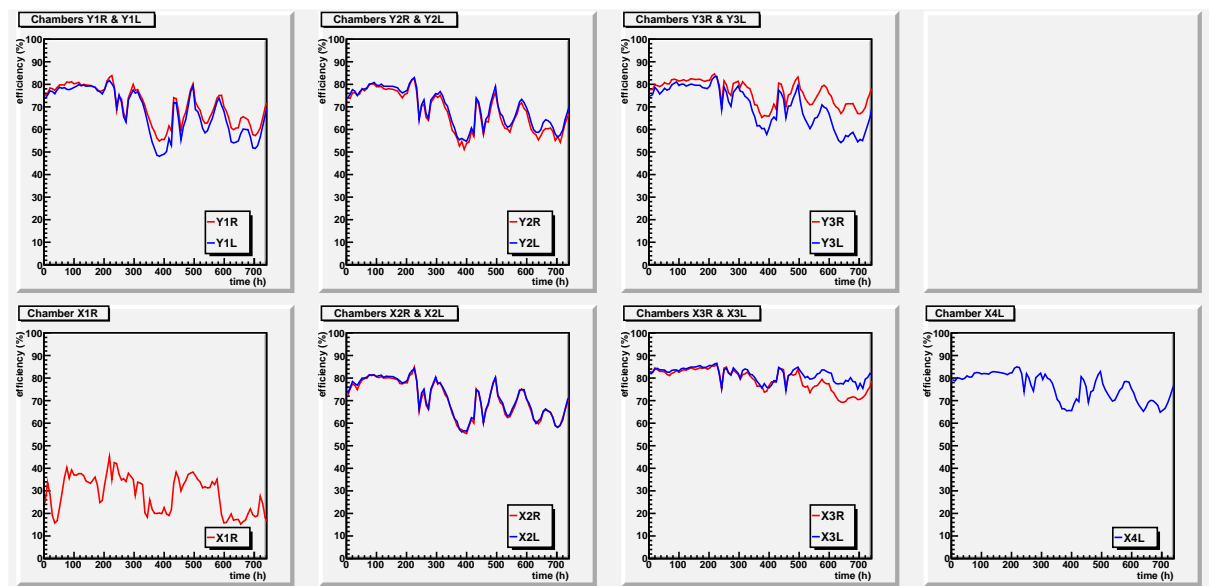 Chambers Y1R & Y1L
efficiency (%)
100
90
80
70
60
50
40
30
20
10
0
0 100 200 300 400 500 600 700
time (h)
Y1R
Y1L
Chambers Y2R & Y2L
efficiency (%)
100
90
80
70
60
50
40
30
20
10
0
0 100 200 300 400 500 600 700
time (h)
Y2R
Y2L
Chambers Y3R & Y3L
efficiency (%)
100
90
80
70
60
50
40
30
20
10
0
0 100 200 300 400 500 600 700
time (h)
Y3R
Y3L
Chamber X1R
efficiency (%)
100
90
80
70
60
50
40
30
20
10
0
0 100 200 300 400 500 600 700
time (h)
X1R
Chambers X2R & X2L
efficiency (%)
100
90
80
70
60
50
40
30
20
10
0
0 100 200 300 400 500 600 700
time (h)
X2R
X2L
Chambers X3R & X3L
efficiency (%)
100
90
80
70
60
50
40
30
20
10
0
0 100 200 300 400 500 600 700
time (h)
X3R
X3L
Chamber X4L
efficiency (%)
100
90
80
70
60
50
40
30
20
10
0
0 100 200 300 400 500 600 700
time (h)
X4L